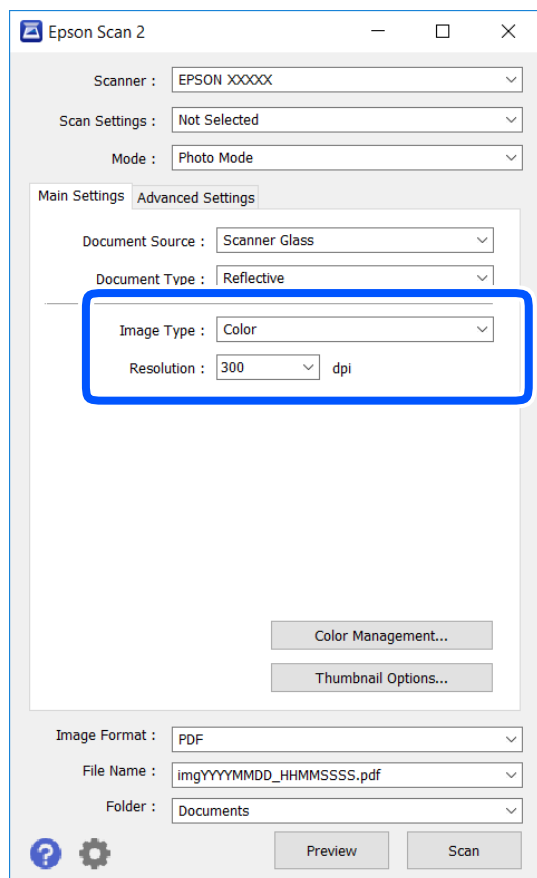 Epson Scan 2
Scanner : EPSON XXXXX
Scan Settings : Not Selected
Mode : Photo Mode
Main Settings Advanced Settings
Document Source : Scanner Glass
Document Type : Reflective
Image Type : Color
Resolution : 300 dpi
Color Management...
Thumbnail Options...
Image Format : PDF
File Name : imgYYYYMMDD_HHMMSSSS.pdf
Folder : Documents
? Preview Scan